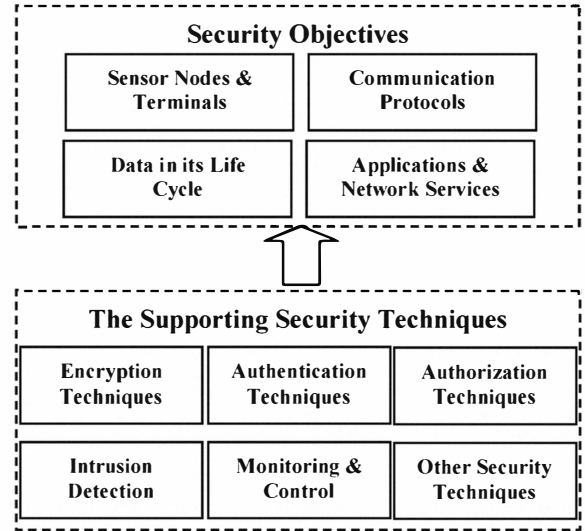 Security Objectives
Sensor Nodes &
Terminals
Communication
Protocols
Data in its Life
Cycle
Applications &
Network Services
The Supporting Security Techniques
Encryption
Techniques
Authentication
Techniques
Authorization
Techniques
Intrusion
Detection
Monitoring &
Control
Other Security
Techniques